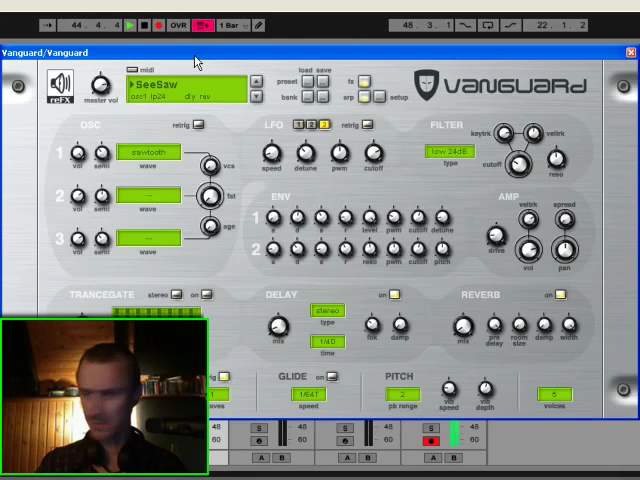 44 . 4 . 4 OVR 1 Bar 48 . 3 . 1 22 . 1 . 2
Vanguard/Vanguard
reFX
master vol
midi
SeeSaw
osc1 lp24 dly rev
load save
preset
bank
fx
arp setup
VANGUARD
OSC retrig
1 vol semi sawtooth wave
2 vol semi --- wave
3 vol semi --- wave
vcs
fat
age
LFO 1 2 3 retrig
speed detune pwm cutoff
FILTER
keytrk veltrk
low 24dB
type
cutoff reso
ENV
1 a d s r level pwm cutoff detune
2 a d s r reso pwm cutoff pitch
AMP
veltrk spread
drive
vol pan
TRANCEGATE stereo on
DELAY on
mix
stereo
type
1/4D
time
fbk damp
REVERB on
mix pre delay room size damp width
GLIDE on
1/64T
speed
PITCH
2
pb range
vib speed
vib depth
5
voices
S 48 S 48 S 48
2 60 2 60 60
A B A B A B